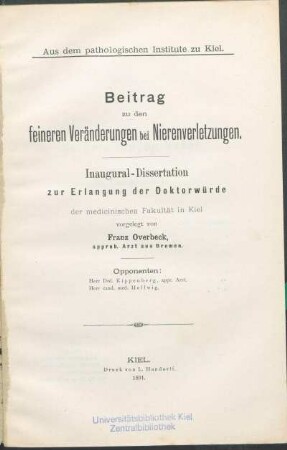 Aus dem pathologischen Institute zu Kiel.
Beitrag
zu den
feineren Veränderungen bei Nierenverletzungen.
Inaugural-Dissertation
zur Erlangung der Doktorwürde
der medicinischen Fakultät in Kiel
vorgelegt von
Franz Overbeck,
approb. Arzt aus Bremen.
Opponenten:
Herr Drd. Kippenberg, appr. Arzt.
Herr cand. med. Hellwig.
KIEL.
Druck von L. Handorff.
1891.
Universitätsbibliothek Kiel
Zentralbibliothek